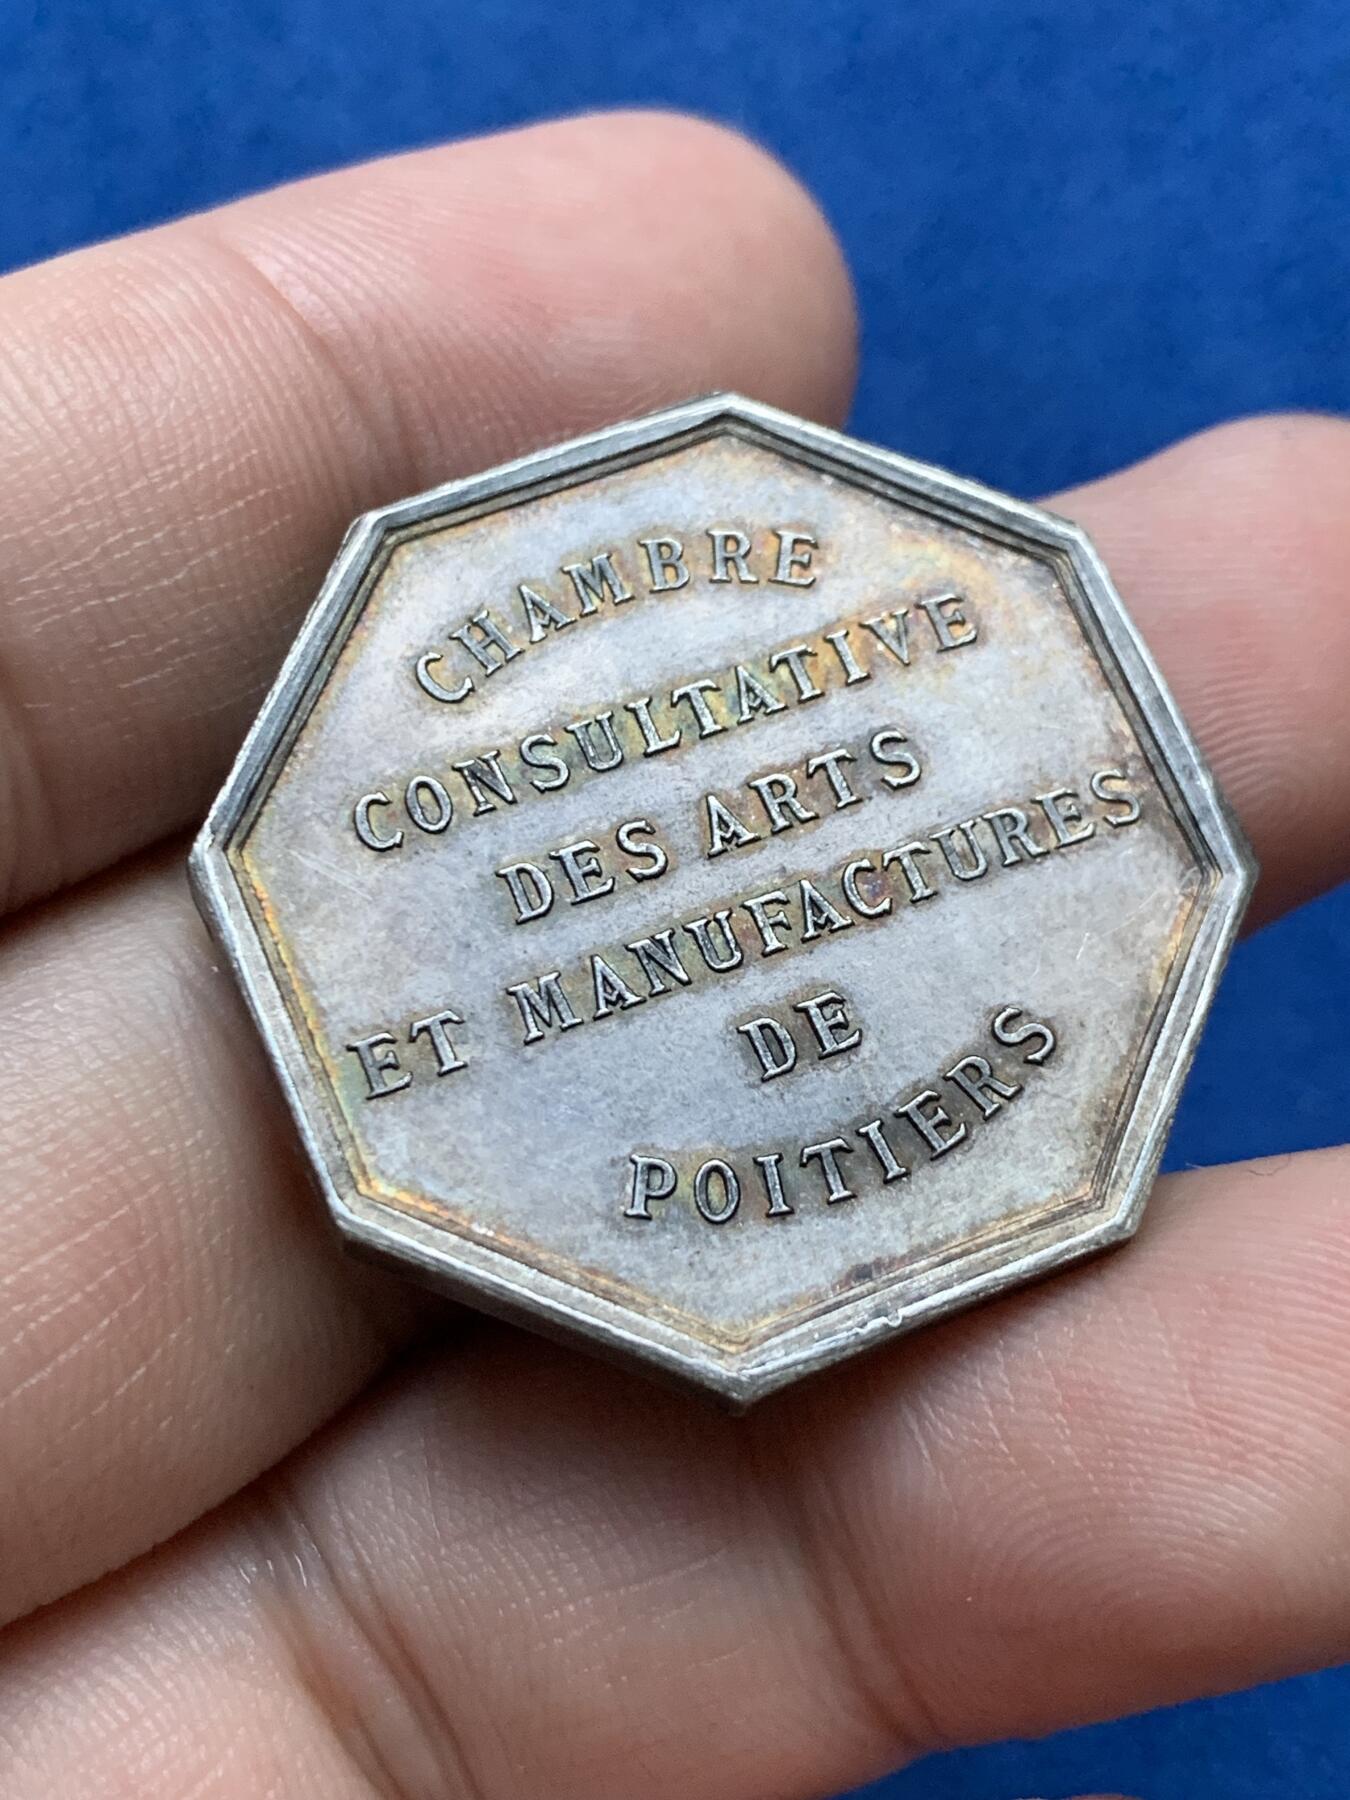 CHAMBRE
CONSULTATIVE
DES ARTS
ET MANUFACTURES
DE
POITIERS